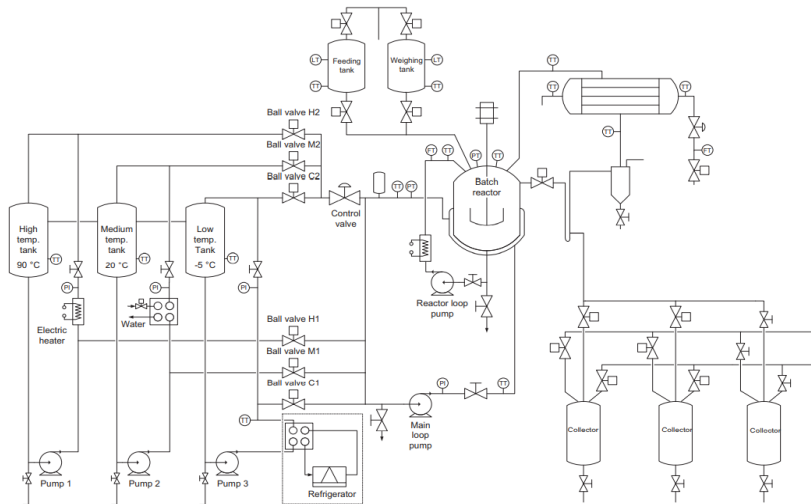 Feeding
tank
Weighing
tank
LT
LT
TT
TT
TT
TT
TT
TT
FT
Ball valve H2
Ball valve M2
Ball valve C2
FT
TT
PT
TT
Batch
reactor
TT
PT
Control
valve
High
temp.
tank
90 °C
TT
Medium
temp.
tank
20 °C
TT
Low
temp.
Tank
-5 °C
TT
PI
PI
PI
Electric
heater
Water
Reactor loop
pump
Ball valve H1
Ball valve M1
Ball valve C1
PI
TT
Main
loop
pump
TT
Refrigerator
Pump 1
Pump 2
Pump 3
Collector
Collector
Collector